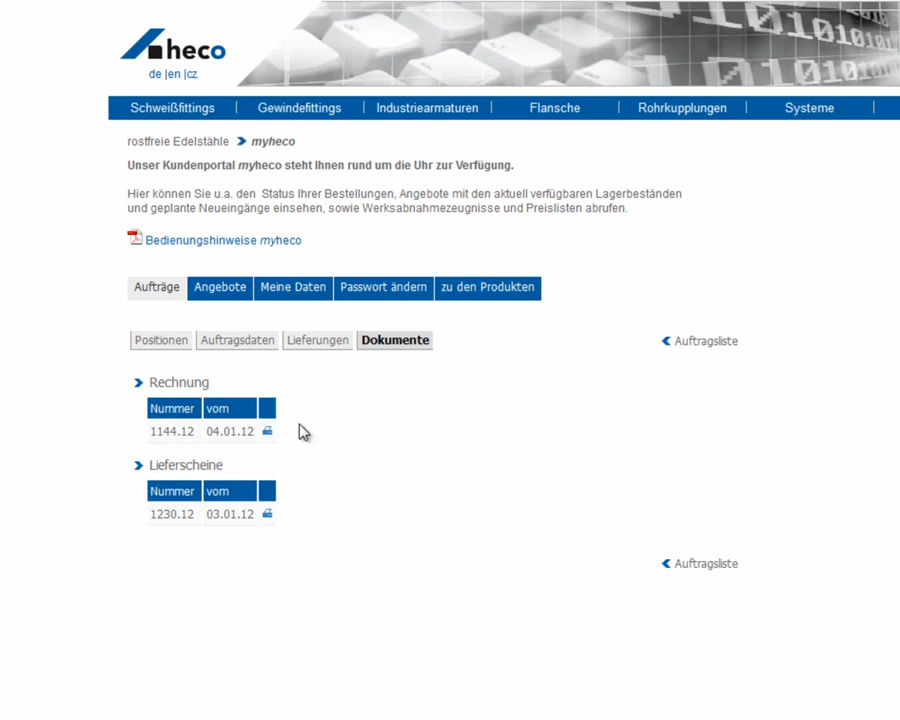 heco
de |en |cz
Schweißfittings | Gewindefittings | Industriearmaturen | Flansche | Rohrkupplungen | Systeme |
rostfreie Edelstähle myheco
Unser Kundenportal myheco steht Ihnen rund um die Uhr zur Verfügung.
Hier können Sie u.a. den Status Ihrer Bestellungen, Angebote mit den aktuell verfügbaren Lagerbeständen
und geplante Neueingänge einsehen, sowie Werksabnahmezeugnisse und Preislisten abrufen.
Bedienungshinweise myheco
Aufträge Angebote Meine Daten Passwort ändern zu den Produkten
Positionen Auftragsdaten Lieferungen Dokumente Auftragsliste
Rechnung
Nummer vom
1144.12 04.01.12
Lieferscheine
Nummer vom
1230.12 03.01.12
Auftragsliste